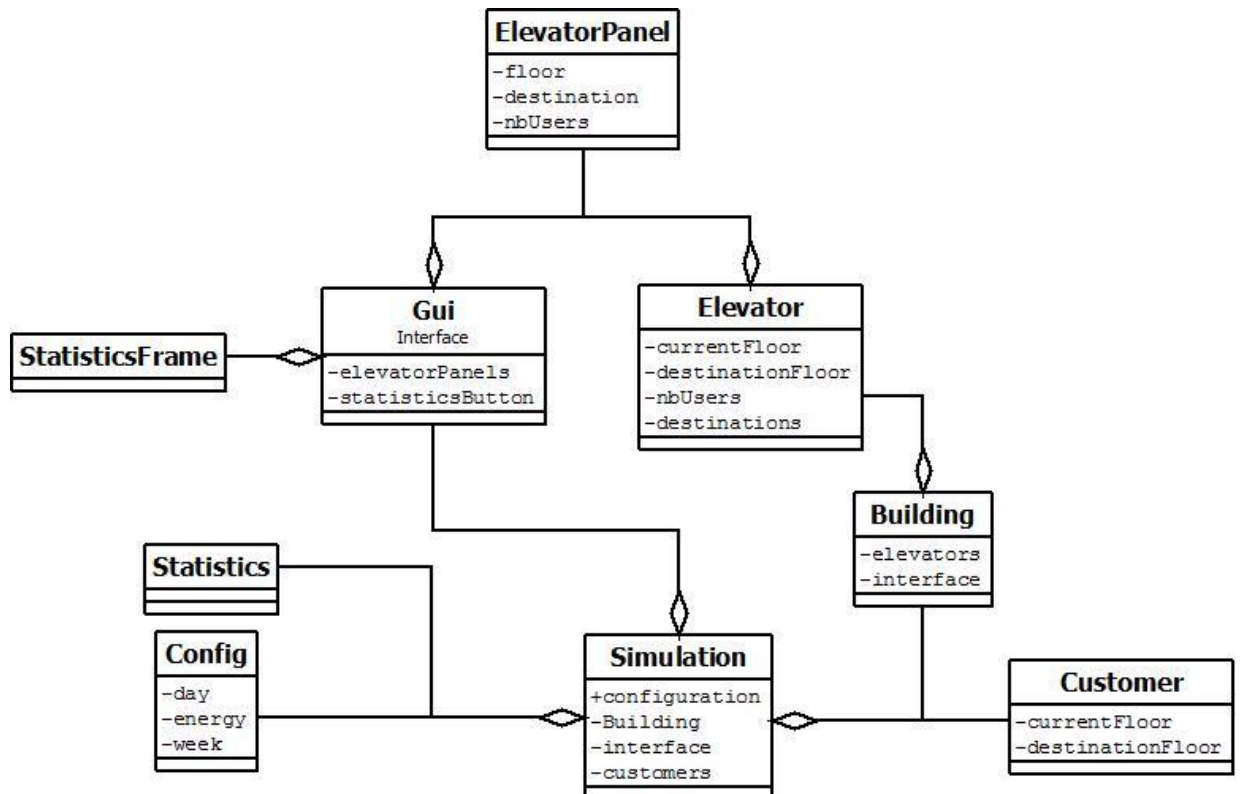 ElevatorPanel
-floor
-destination
-nbUsers
Gui
Interface
-elevatorPanels
-statisticsButton
Elevator
-currentFloor
-destinationFloor
-nbUsers
-destinations
StatisticsFrame
Building
-elevators
-interface
Statistics
Config
-day
-energy
-week
Simulation
+configuration
-Building
-interface
-customers
Customer
-currentFloor
-destinationFloor